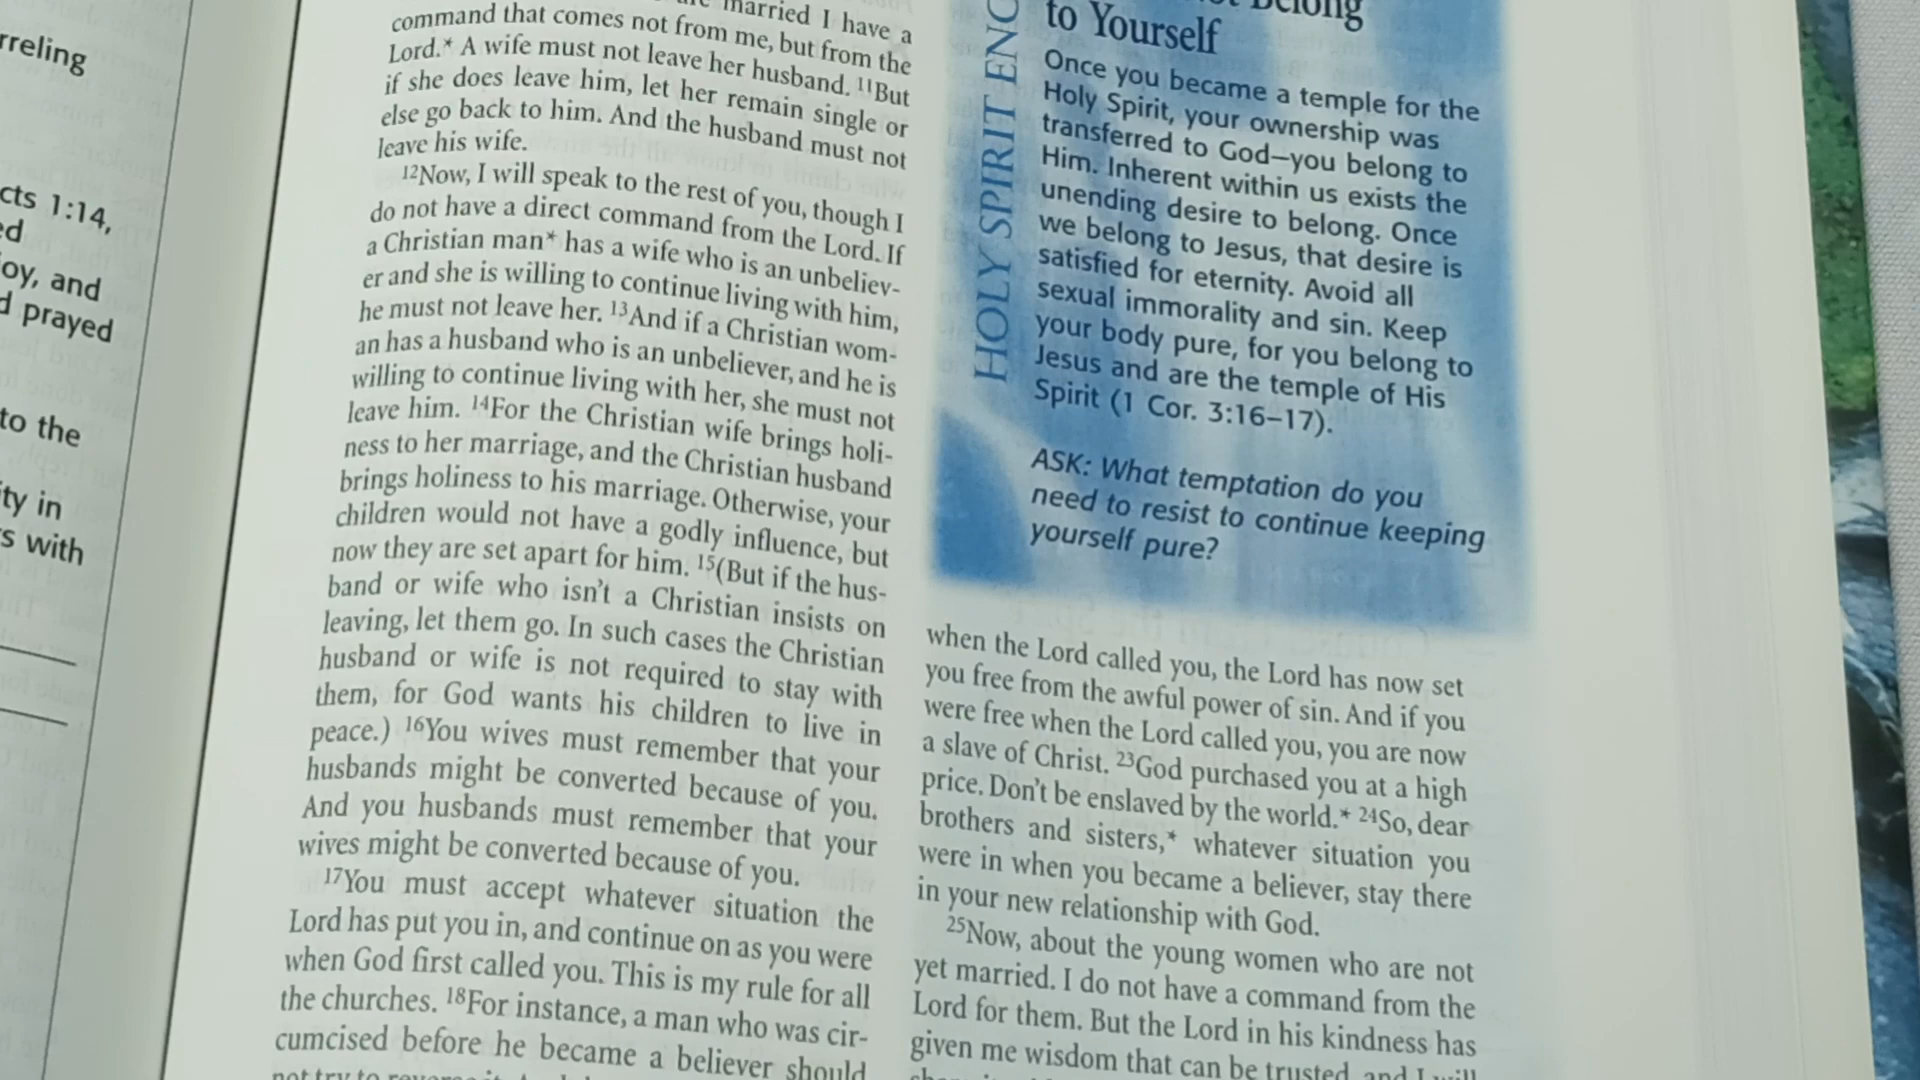 rreling
cts 1:14,
ed
joy, and
d prayed
to the
ty in
s with
married I have a
command that comes not from me, but from the
Lord.* A wife must not leave her husband. 11But
if she does leave him, let her remain single or
else go back to him. And the husband must not
leave his wife.
12Now, I will speak to the rest of you, though I
do not have a direct command from the Lord. If
a Christian man* has a wife who is an unbeliev-
er and she is willing to continue living with him,
he must not leave her. 13And if a Christian wom-
an has a husband who is an unbeliever, and he is
willing to continue living with her, she must not
leave him. 14For the Christian wife brings holi-
ness to her marriage, and the Christian husband
brings holiness to his marriage. Otherwise, your
children would not have a godly influence, but
now they are set apart for him. 15(But if the hus-
band or wife who isn't a Christian insists on
leaving, let them go. In such cases the Christian
husband or wife is not required to stay with
them, for God wants his children to live in
peace.) 16You wives must remember that your
husbands might be converted because of you.
And you husbands must remember that your
wives might be converted because of you.
17You must accept whatever situation the
Lord has put you in, and continue on as you were
when God first called you. This is my rule for all
the churches. 18For instance, a man who was cir-
cumcised before he became a believer should
not try to reverse it.
HOLY SPIRIT ENC
Belong
to Yourself
Once you became a temple for the
Holy Spirit, your ownership was
transferred to God—you belong to
Him. Inherent within us exists the
unending desire to belong. Once
we belong to Jesus, that desire is
satisfied for eternity. Avoid all
sexual immorality and sin. Keep
your body pure, for you belong to
Jesus and are the temple of His
Spirit (1 Cor. 3:16–17).
ASK: What temptation do you
need to resist to continue keeping
yourself pure?
when the Lord called you, the Lord has now set
you free from the awful power of sin. And if you
were free when the Lord called you, you are now
a slave of Christ. 23God purchased you at a high
price. Don't be enslaved by the world.* 24So, dear
brothers and sisters,* whatever situation you
were in when you became a believer, stay there
in your new relationship with God.
25Now, about the young women who are not
yet married. I do not have a command from the
Lord for them. But the Lord in his kindness has
given me wisdom that can be trusted, and I will